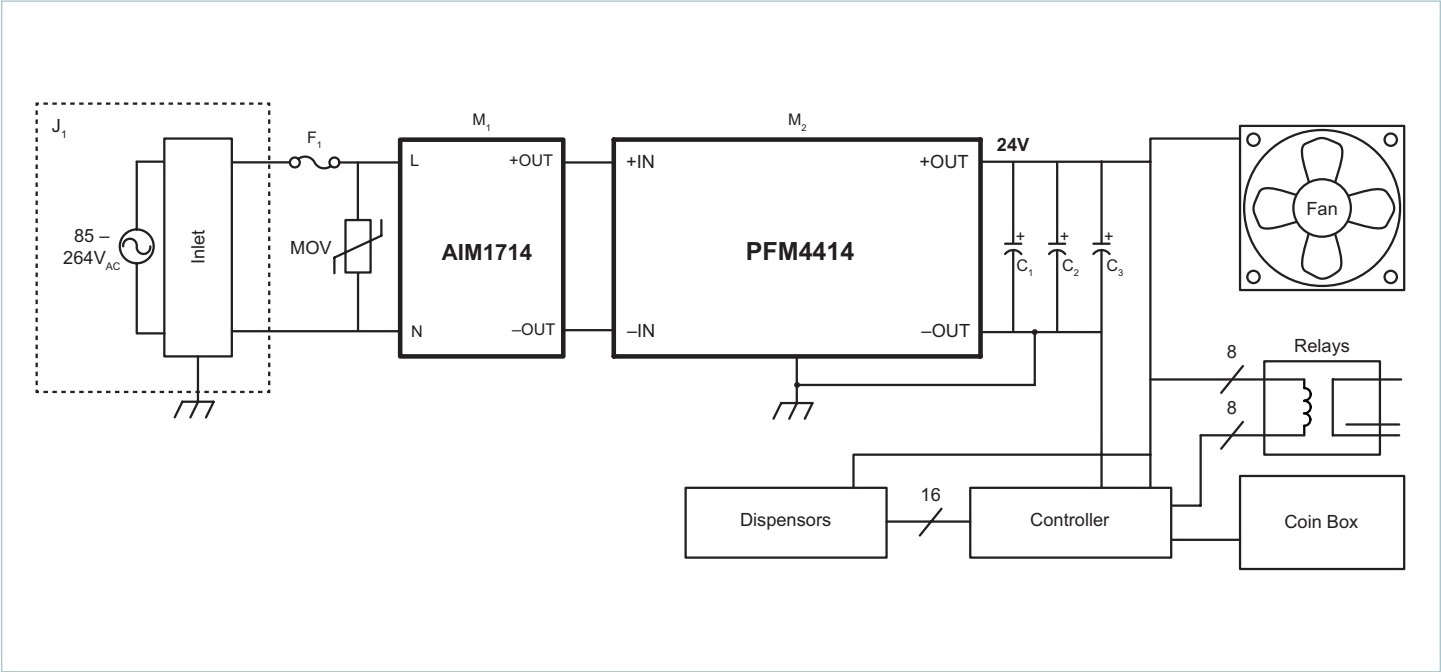 J1
F1
M1
M2
L
+OUT
+IN
+OUT
24V
Fan
85 –
264VAC
Inlet
MOV
AIM1714
PFM4414
+
+
+
C1
C2
C3
N
–OUT
–IN
–OUT
8
Relays
8
Dispensors
16
Controller
Coin Box